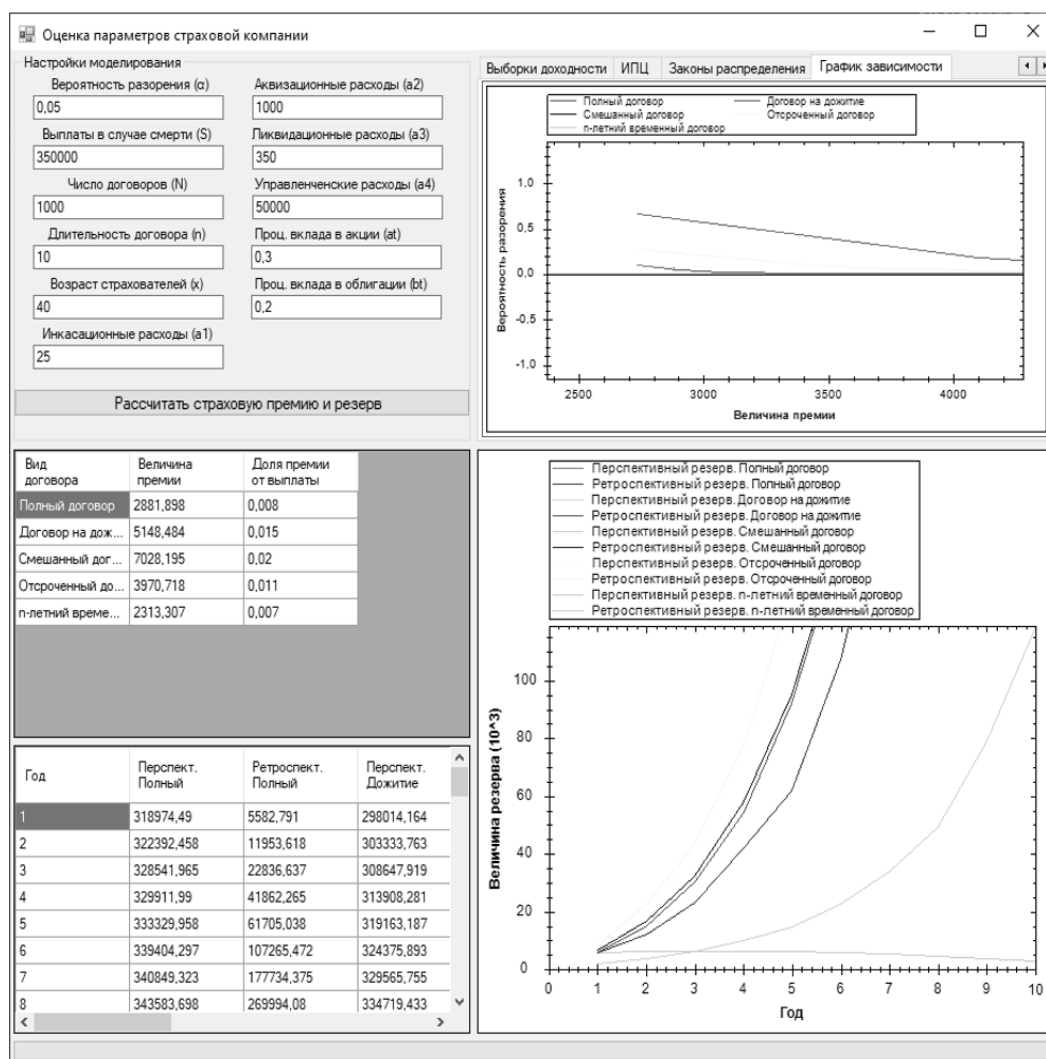 Оценка параметров страховой компании
Настройки моделирования
Вероятность разорения (α)
0,05
Аквизационные расходы (a2)
1000
Выплаты в случае смерти (S)
350000
Ликвидационные расходы (a3)
350
Число договоров (N)
1000
Управленченские расходы (a4)
50000
Длительность договора (n)
10
Проц. вклада в акции (at)
0,3
Возраст страхователей (x)
40
Проц. вклада в облигации (bt)
0,2
Инкасационные расходы (a1)
25
Рассчитать страховую премию и резерв
Выборки доходности ИПЦ Законы распределения График зависимости
Полный договор Договор на дожитие
Смешанный договор Отсроченный договор
n-летний временный договор
Вероятность разорения
1,0
0,5
0,0
-0,5
-1,0
2500 3000 3500 4000
Величина премии
Вид договора Величина премии Доля премии от выплаты
Полный договор 2881,898 0,008
Договор на дож... 5148,484 0,015
Смешанный дог... 7028,195 0,02
Отсроченный до... 3970,718 0,011
n-летний време... 2313,307 0,007
Год Перспект. Полный Ретроспект. Полный Перспект. Дожитие
1 318974,49 5582,791 298014,164
2 322392,458 11953,618 303333,763
3 328541,965 22836,637 308647,919
4 329911,99 41862,265 313908,281
5 333329,958 61705,038 319163,187
6 339404,297 107265,472 324375,893
7 340849,323 177734,375 329565,755
8 343583,698 269994,08 334719,433
Перспективный резерв. Полный договор
Ретроспективный резерв. Полный договор
Перспективный резерв. Договор на дожитие
Ретроспективный резерв. Договор на дожитие
Перспективный резерв. Смешанный договор
Ретроспективный резерв. Смешанный договор
Перспективный резерв. Отсроченный договор
Ретроспективный резерв. Отсроченный договор
Перспективный резерв. n-летний временный договор
Ретроспективный резерв. n-летний временный договор
Величина резерва (10^3)
100
80
60
40
20
0
0 1 2 3 4 5 6 7 8 9 10
Год